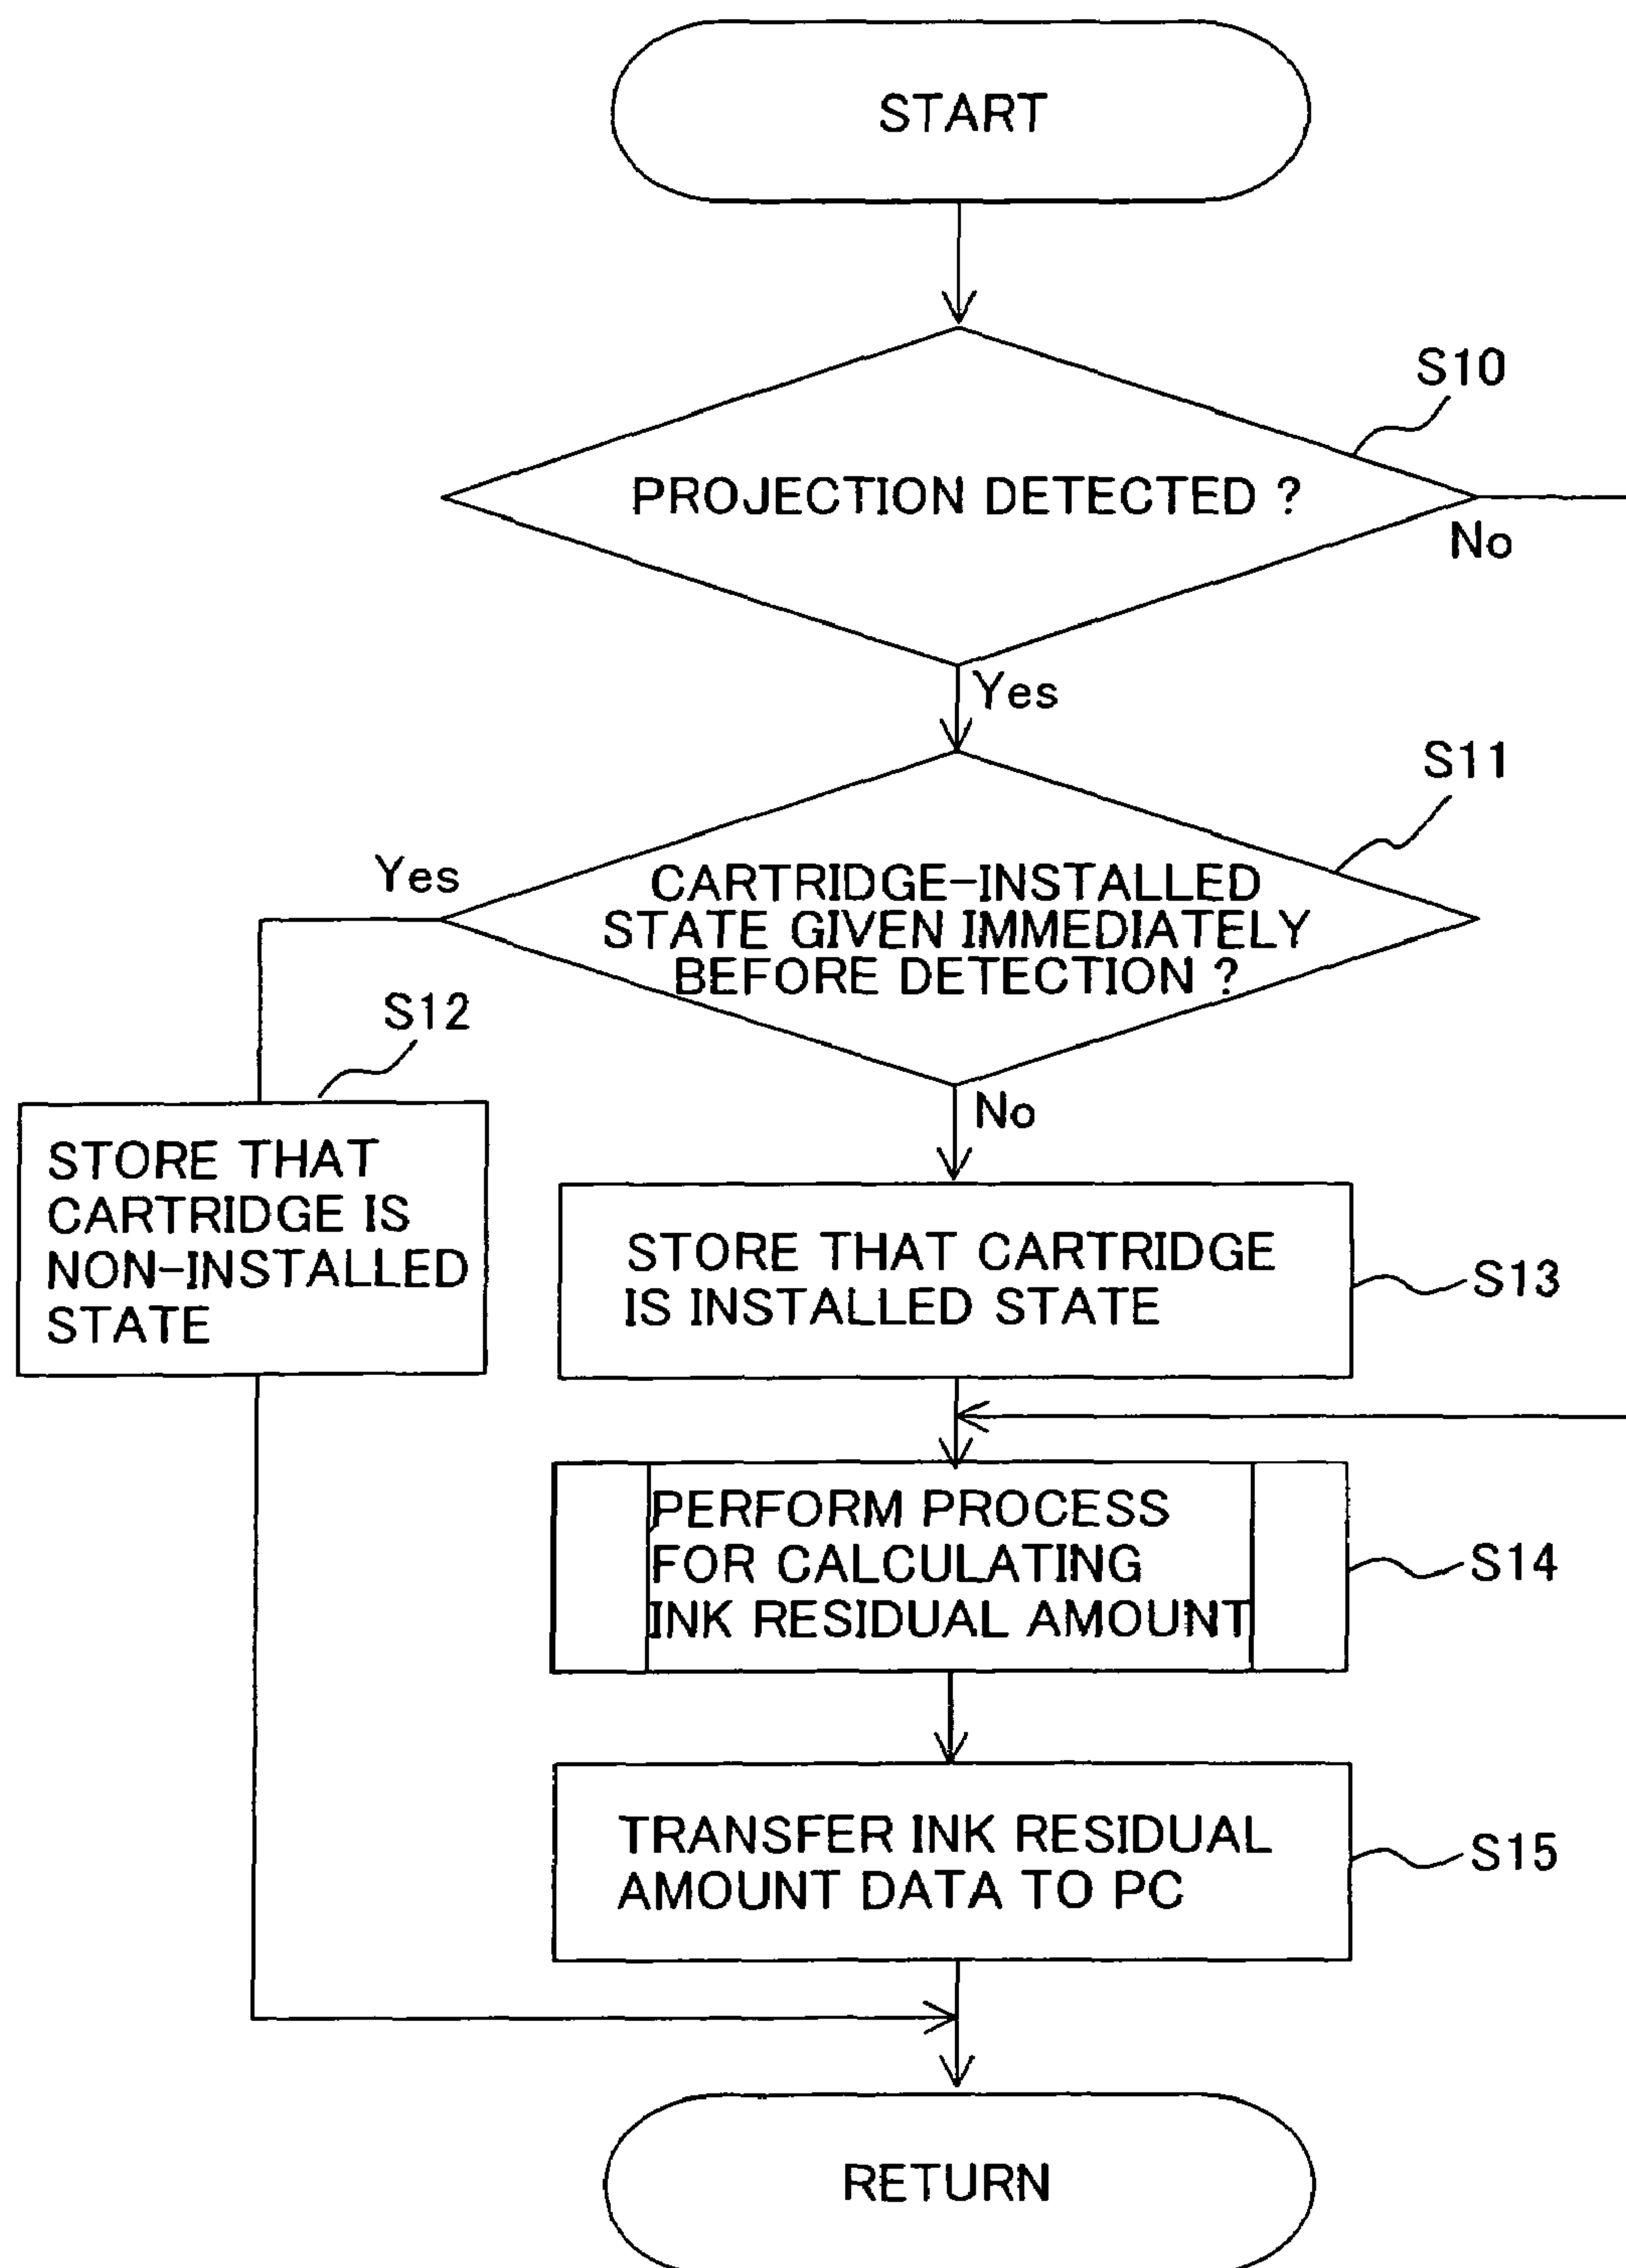 START
S10
PROJECTION DETECTED ?
No
Yes
S11
Yes
CARTRIDGE-INSTALLED
STATE GIVEN IMMEDIATELY
BEFORE DETECTION ?
S12
No
STORE THAT
CARTRIDGE IS
NON-INSTALLED
STATE
STORE THAT CARTRIDGE
IS INSTALLED STATE
S13
PERFORM PROCESS
FOR CALCULATING
INK RESIDUAL AMOUNT
S14
TRANSFER INK RESIDUAL
AMOUNT DATA TO PC
S15
RETURN